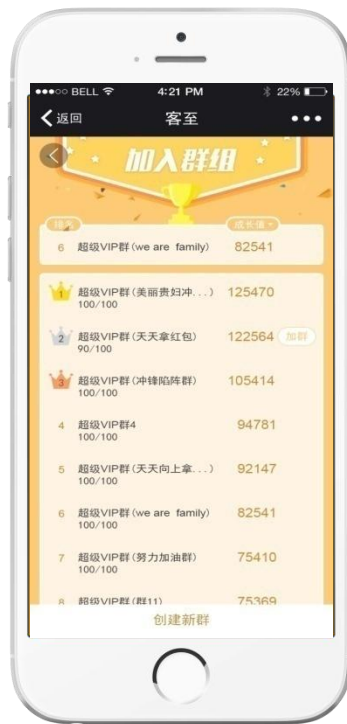 BELL 4:21 PM 22%
返回 客至
加入群组
排名 成长值
6 超级VIP群(we are family) 82541
1 超级VIP群(美丽贵妇冲...) 125470
100/100
2 超级VIP群(天天拿红包) 122564 加群
90/100
3 超级VIP群(冲锋陷阵群) 105414
100/100
4 超级VIP群4 94781
100/100
5 超级VIP群(天天向上拿...) 92147
100/100
6 超级VIP群(we are family) 82541
100/100
7 超级VIP群(努力加油群) 75410
100/100
8 超级VIP群(群11) 75369
创建新群